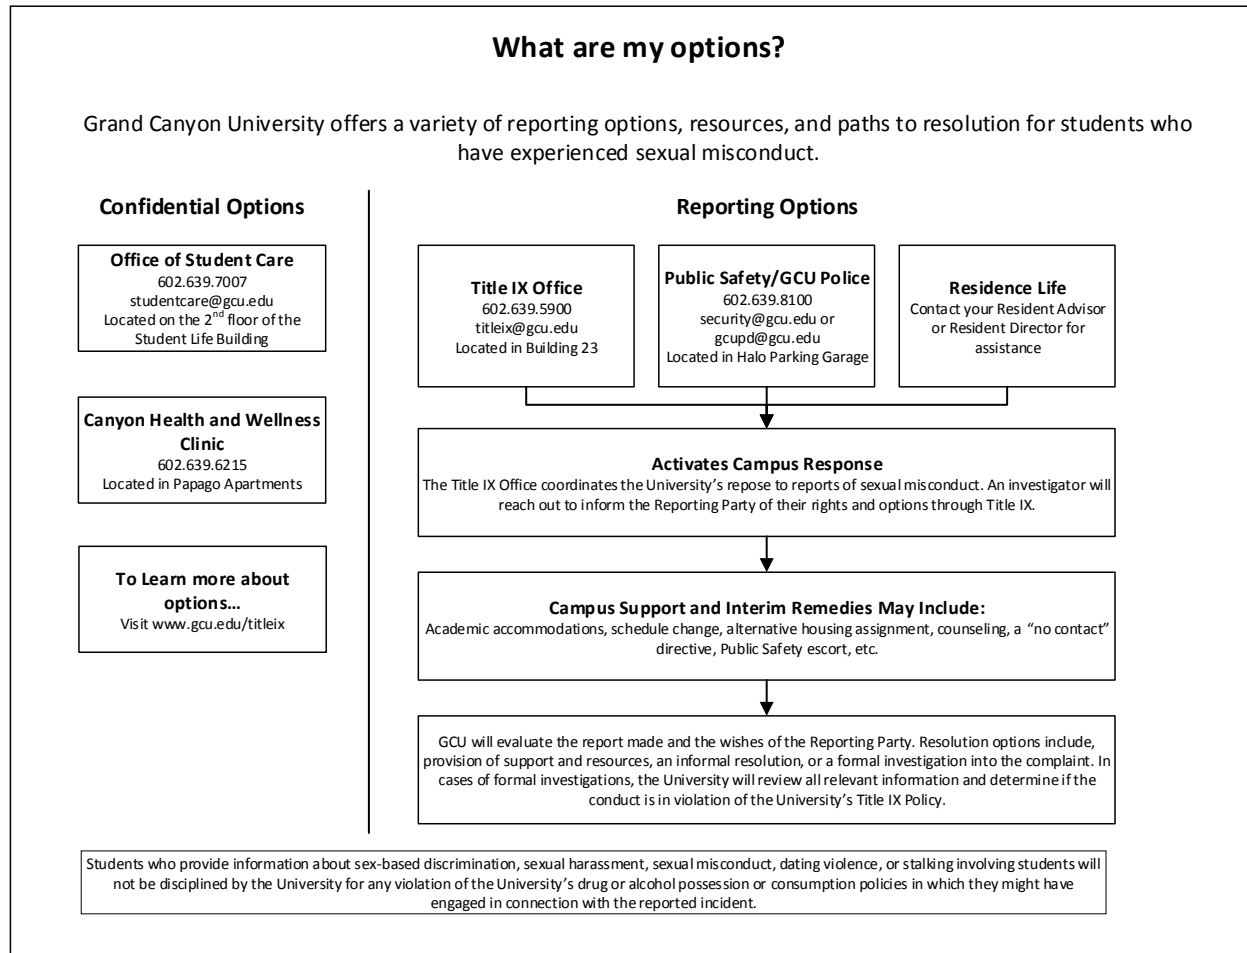 What are my options?
Grand Canyon University offers a variety of reporting options, resources, and paths to resolution for students who
have experienced sexual misconduct.
Confidential Options
Office of Student Care
602.639.7007
studentcare@gcu.edu
Located on the 2nd floor of the
Student Life Building
Canyon Health and Wellness
Clinic
602.639.6215
Located in Papago Apartments
To Learn more about
options…
Visit www.gcu.edu/titleix
Reporting Options
Title IX Office
602.639.5900
titleix@gcu.edu
Located in Building 23
Public Safety/GCU Police
602.639.8100
security@gcu.edu or
gcupd@gcu.edu
Located in Halo Parking Garage
Residence Life
Contact your Resident Advisor
or Resident Director for
assistance
Activates Campus Response
The Title IX Office coordinates the University’s repose to reports of sexual misconduct. An investigator will
reach out to inform the Reporting Party of their rights and options through Title IX.
Campus Support and Interim Remedies May Include:
Academic accommodations, schedule change, alternative housing assignment, counseling, a “no contact”
directive, Public Safety escort, etc.
GCU will evaluate the report made and the wishes of the Reporting Party. Resolution options include,
provision of support and resources, an informal resolution, or a formal investigation into the complaint. In
cases of formal investigations, the University will review all relevant information and determine if the
conduct is in violation of the University’s Title IX Policy.
Students who provide information about sex-based discrimination, sexual harassment, sexual misconduct, dating violence, or stalking involving students will
not be disciplined by the University for any violation of the University’s drug or alcohol possession or consumption policies in which they might have
engaged in connection with the reported incident.